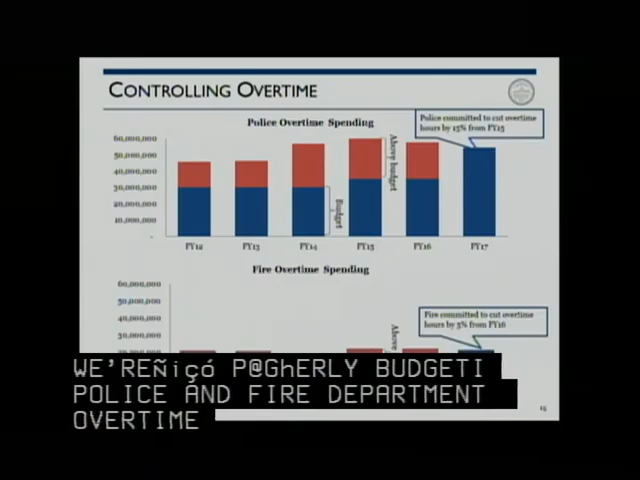 CONTROLLING OVERTIME
Police Overtime Spending
Police committed to cut overtime
hours by 15% from FY15
60,000,000
50,000,000
40,000,000
30,000,000
20,000,000
10,000,000
-
Above budget
Budget
FY12 FY13 FY14 FY15 FY16 FY17
Fire Overtime Spending
60,000,000
50,000,000
40,000,000
30,000,000
Fire committed to cut overtime
hours by 5% from FY16
Above
WE'REñiçó P@GhERLY BUDGETI
POLICE AND FIRE DEPARTMENT
OVERTIME
15